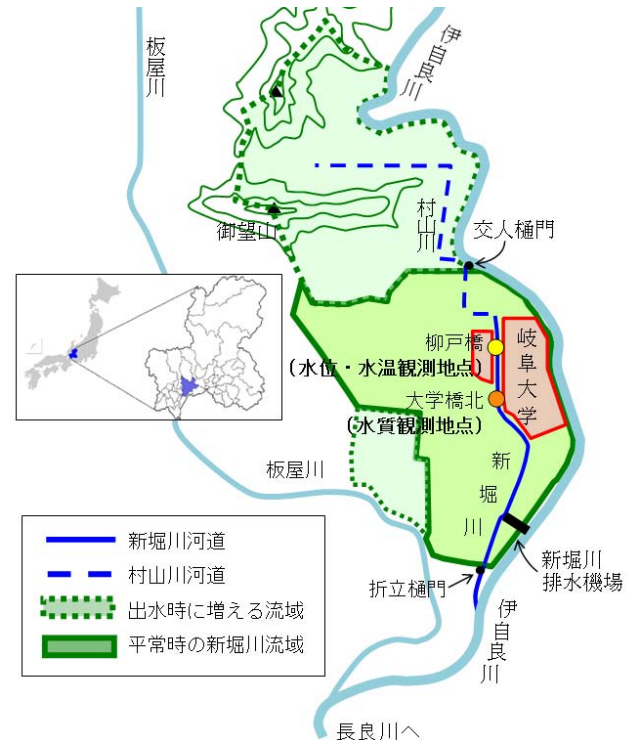 板屋川
伊自良川
村山川
御望山
交人樋門
柳戸橋
(水位・水温観測地点)
岐阜大学
大学橋北
(水質観測地点)
板屋川
新堀川
新堀川
排水機場
折立樋門
伊自良川
新堀川河道
村山川河道
出水時に増える流域
平常時の新堀川流域
長良川へ